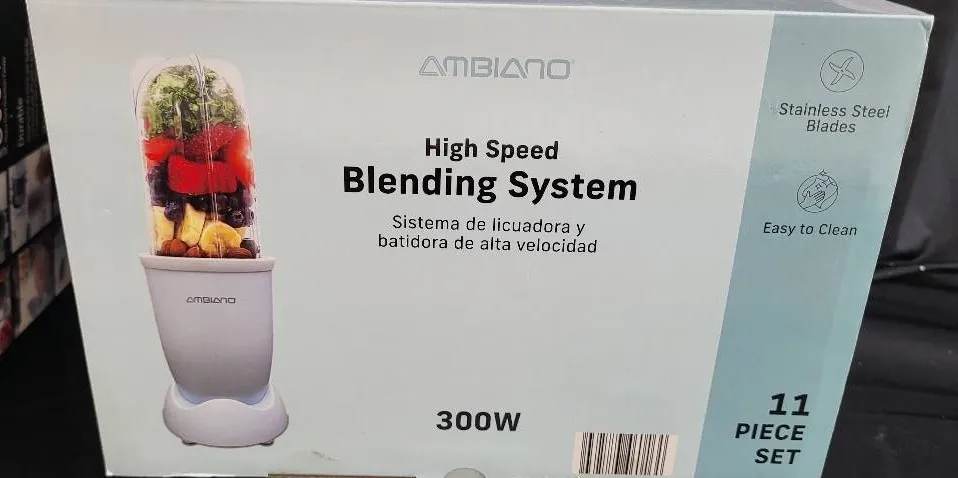 AMBIANO
High Speed
Blending System
Sistema de licuadora y
batidora de alta velocidad
AMBIANO
300W
Stainless Steel
Blades
Easy to Clean
11
PIECE
SET
Durable